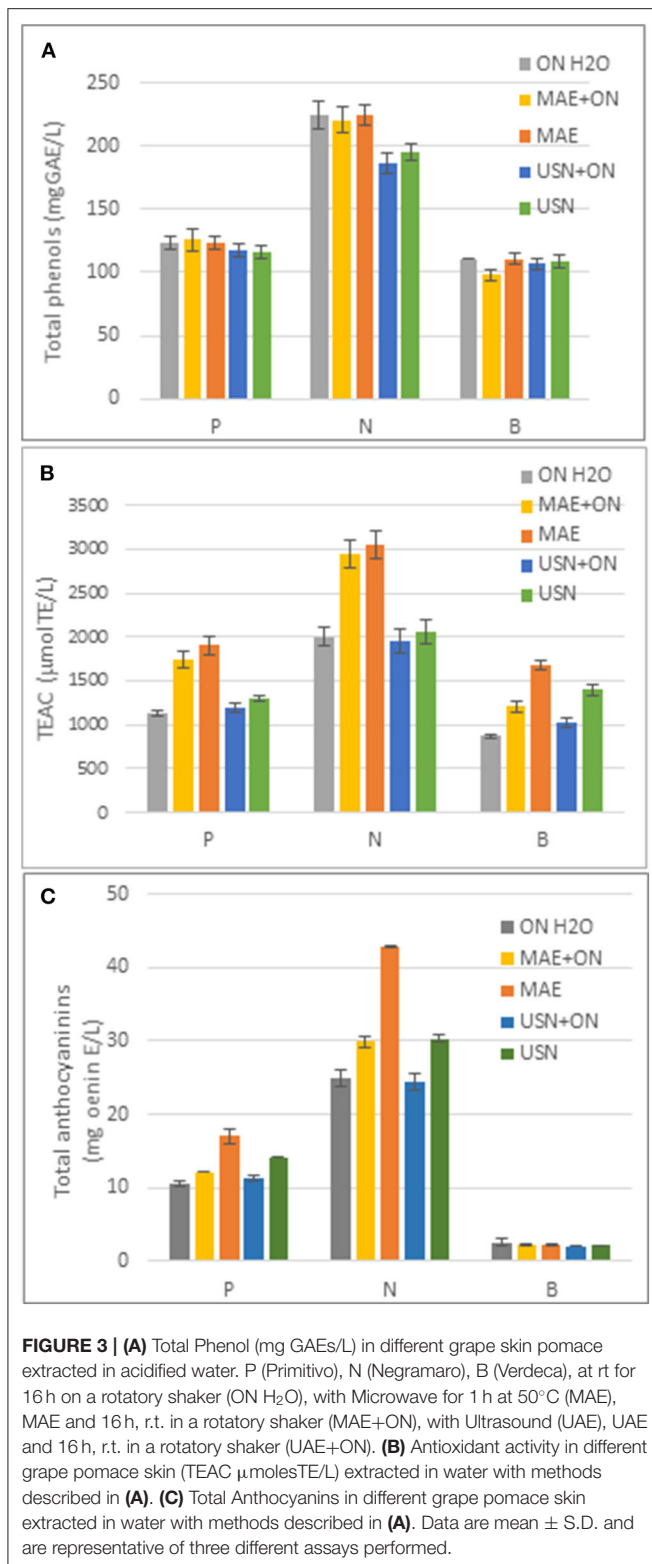 A
Total phenols (mgGAE/L)
250
200
150
100
50
0
P N B
ON H2O
MAE+ON
MAE
USN+ON
USN
B
TEAC (μmolTE/L)
3500
3000
2500
2000
1500
1000
500
0
P N B
ON H2O
MAE+ON
MAE
USN+ON
USN
C
Total anthocyaninins
(mg oenin E/L)
50
40
30
20
10
0
P N B
ON H2O
MAE+ON
MAE
USN+ON
USN
FIGURE 3 | (A) Total Phenol (mg GAEs/L) in different grape skin pomace
extracted in acidified water. P (Primitivo), N (Negramaro), B (Verdeca), at rt for
16 h on a rotatory shaker (ON H₂O), with Microwave for 1 h at 50°C (MAE),
MAE and 16 h, r.t. in a rotatory shaker (MAE+ON), with Ultrasound (UAE), UAE
and 16 h, r.t. in a rotatory shaker (UAE+ON). (B) Antioxidant activity in different
grape pomace skin (TEAC μmolesTE/L) extracted in water with methods
described in (A). (C) Total Anthocyanins in different grape pomace skin
extracted in water with methods described in (A). Data are mean ± S.D. and
are representative of three different assays performed.